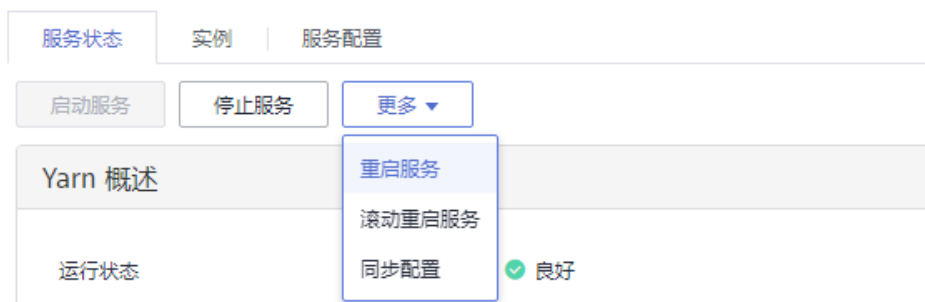 服务状态 实例 服务配置
启动服务 停止服务 更多
重启服务
Yarn 概述
滚动重启服务
同步配置
运行状态 良好